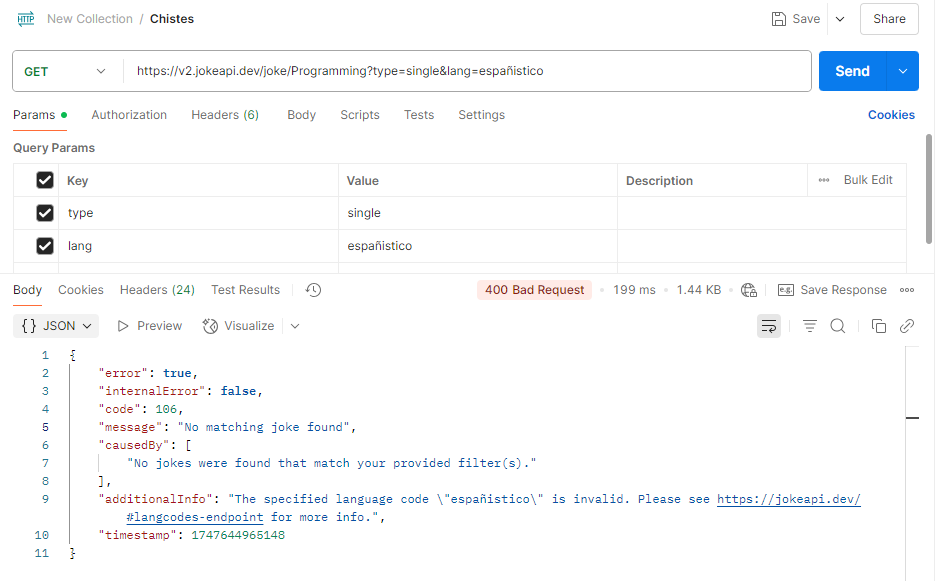 HTTP New Collection / Chistes Save Share
GET https://v2.jokeapi.dev/joke/Programming?type=single&lang=españistico Send
Params Authorization Headers (6) Body Scripts Tests Settings Cookies
Query Params
Key Value Description Bulk Edit
type single
lang españistico
Body Cookies Headers (24) Test Results 400 Bad Request 199 ms 1.44 KB e.g. Save Response
{} JSON Preview Visualize
1 {
2 "error": true,
3 "internalError": false,
4 "code": 106,
5 "message": "No matching joke found",
6 "causedBy": [
7 "No jokes were found that match your provided filter(s)."
8 ],
9 "additionalInfo": "The specified language code \"españistico\" is invalid. Please see https://jokeapi.dev/
#langcodes-endpoint for more info.",
10 "timestamp": 1747644965148
11 }